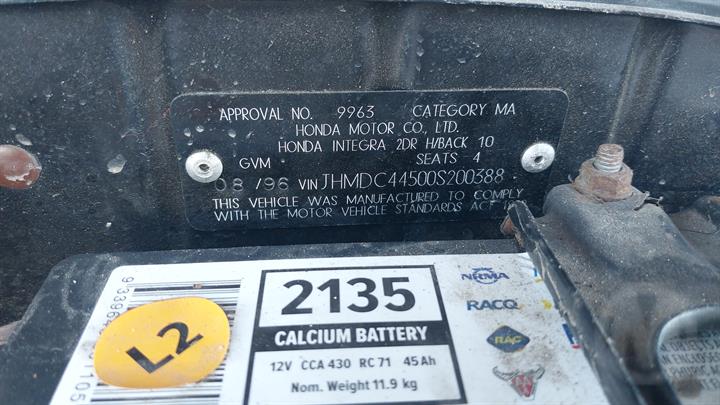 APPROVAL NO. 9963 CATEGORY MA
HONDA MOTOR CO., LTD.
HONDA INTEGRA 2DR H/BACK 10
GVM SEATS 4
08/96 VIN JHMDC44500S200388
THIS VEHICLE WAS MANUFACTURED TO COMPLY
WITH THE MOTOR VEHICLE STANDARDS ACT
2135
CALCIUM BATTERY
12V CCA 430 RC 71 45Ah
Nom. Weight 11.9 kg
L2
NRMA
RACQ
RAC